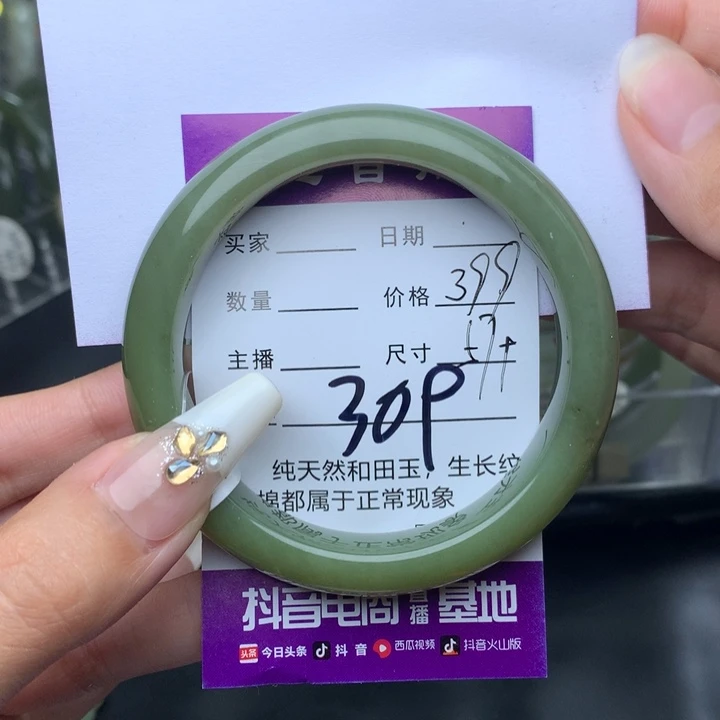 买家 日期
数量 价格 399
主播 尺寸 57+
309
纯天然和田玉，生长纹
棉都属于正常现象
抖音电商直播基地
头条 今日头条 抖音 西瓜视频 抖音火山版